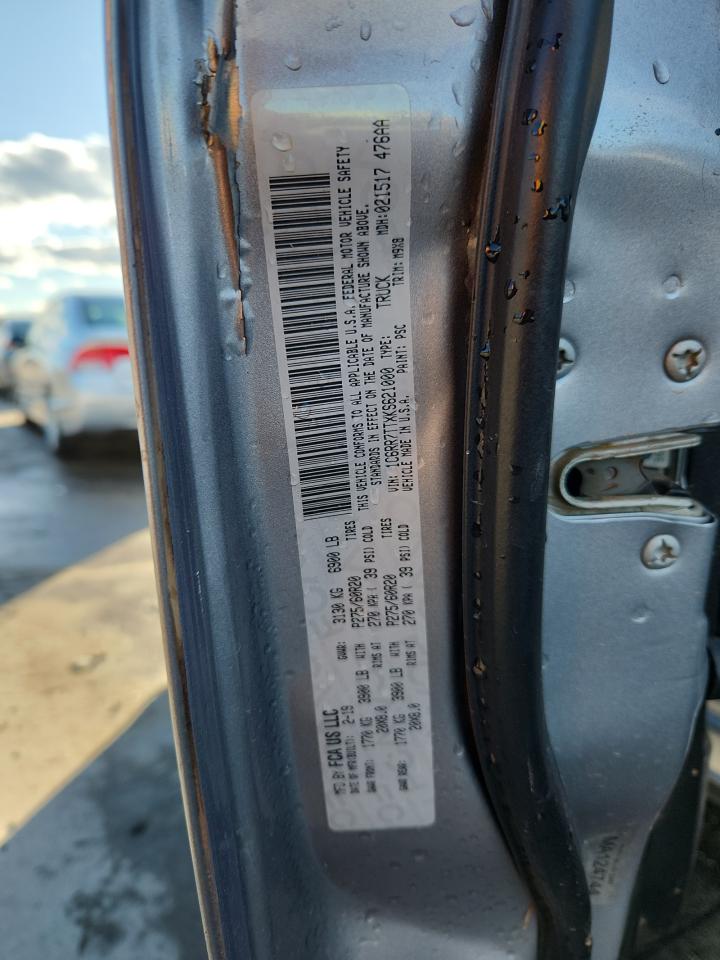 MFD BY FCA US LLC
DATE OF MFR(BUILT): 2-19 GVWR: 3130 KG 6900 LB
GAWR FRONT: 1770 KG 3900 LB WITH P275/60R20 TIRES
20X8.0 RIMS AT 270 KPA ( 39 PSI) COLD
GAWR REAR: 1770 KG 3900 LB WITH P275/60R20 TIRES
20X8.0 RIMS AT 270 KPA ( 39 PSI) COLD
THIS VEHICLE CONFORMS TO ALL APPLICABLE U.S.A. FEDERAL MOTOR VEHICLE SAFETY
STANDARDS IN EFFECT ON THE DATE OF MANUFACTURE SHOWN ABOVE.
VIN: 1C6RR7TTXKS621000 TYPE: TRUCK MDH:021517 476AA
VEHICLE MADE IN U.S.A. PAINT: PSC TRIM: M9X8